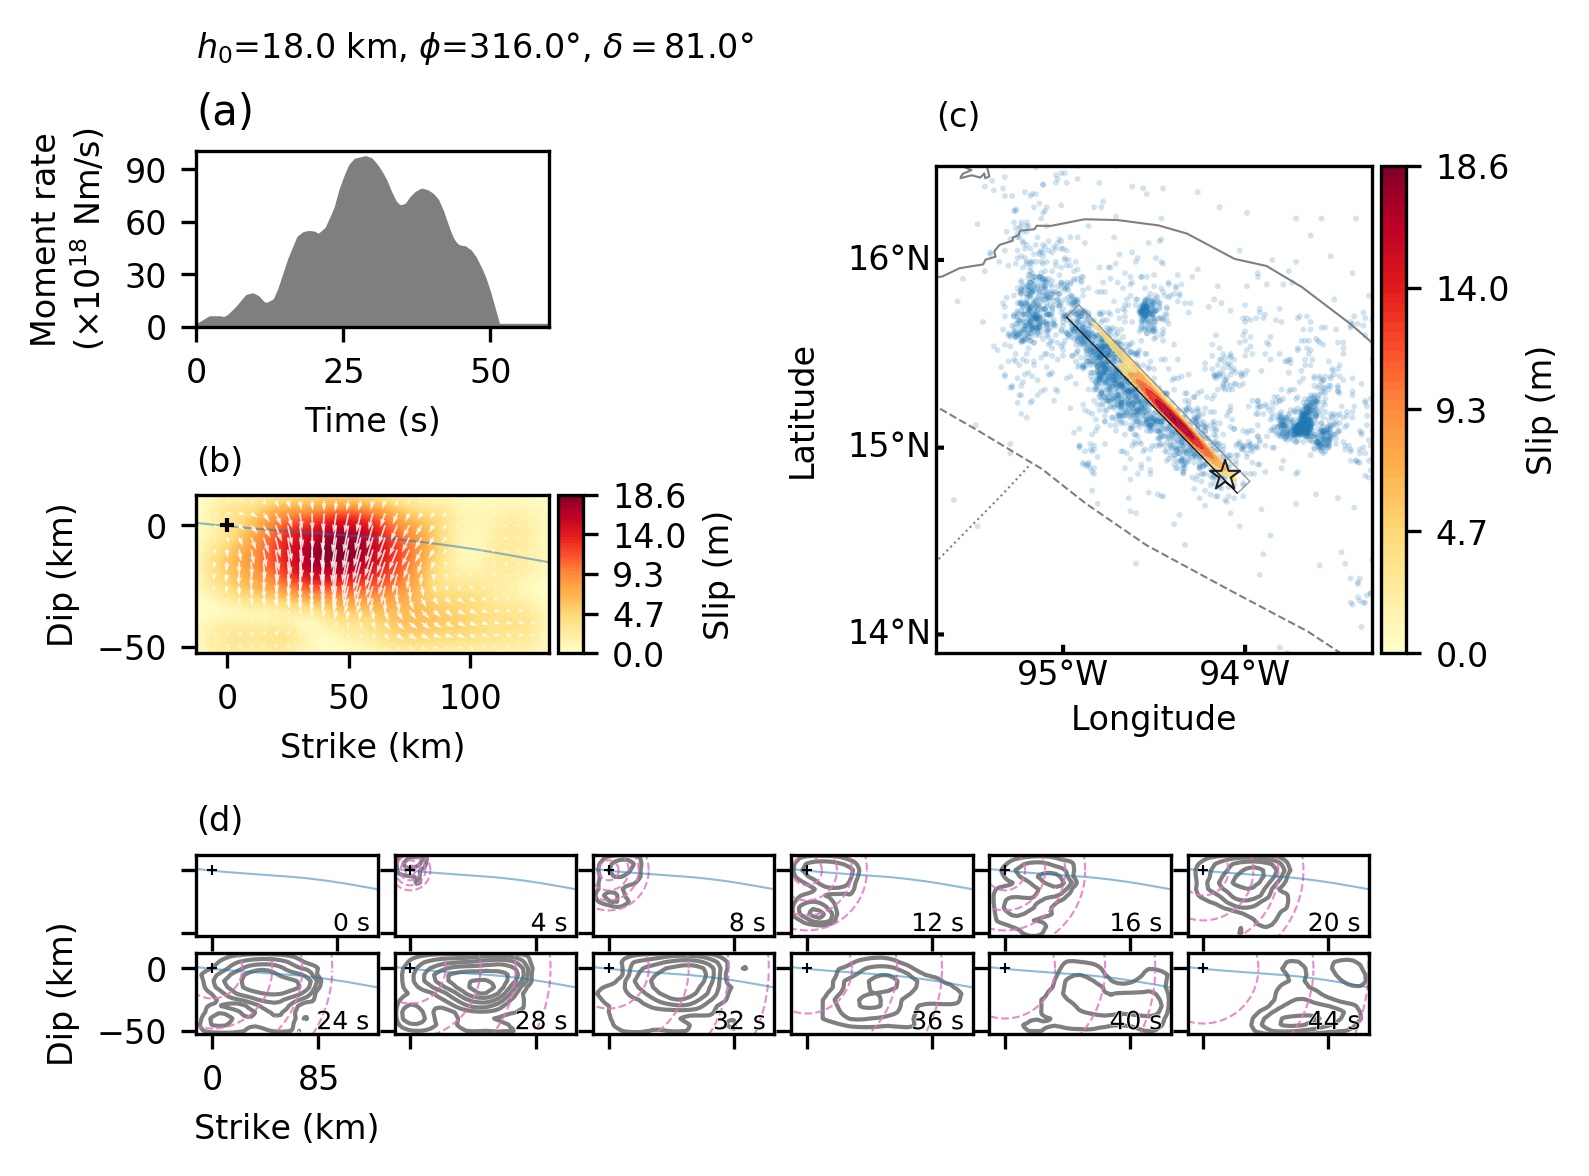 h₀=18.0 km, ϕ=316.0°, δ = 81.0°
(a)
Moment rate
(×10¹⁸ Nm/s)
90
60
30
0
0 25 50
Time (s)
(b)
Dip (km)
0
−50
0 50 100
Strike (km)
18.6
14.0
9.3
4.7
0.0
Slip (m)
(c)
Latitude
16°N
15°N
14°N
95°W 94°W
Longitude
18.6
14.0
9.3
4.7
0.0
Slip (m)
(d)
0 s 4 s 8 s 12 s 16 s 20 s
24 s 28 s 32 s 36 s 40 s 44 s
Dip (km)
0
−50
0 85
Strike (km)